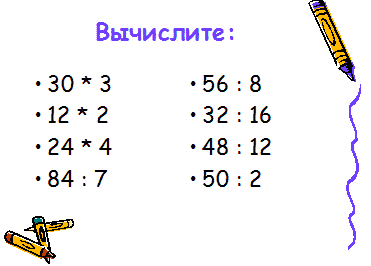 Вычислите:
• 30 * 3
• 12 * 2
• 24 * 4
• 84 : 7
• 56 : 8
• 32 : 16
• 48 : 12
• 50 : 2